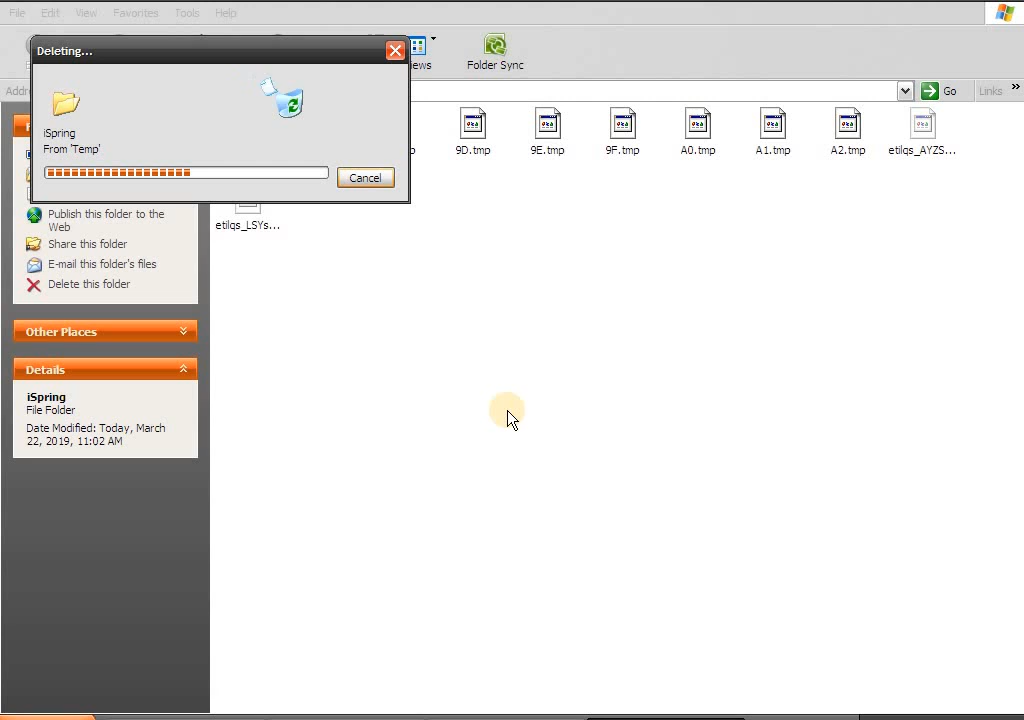 File Edit View Favorites Tools Help
Deleting...
Folder Sync
Go
Links
»
iSpring
From 'Temp'
Cancel
9D.tmp 9E.tmp 9F.tmp A0.tmp A1.tmp A2.tmp etilqs_AYZS...
etilqs_LSYs...
Publish this folder to the
Web
Share this folder
E-mail this folder's files
Delete this folder
Other Places
Details
iSpring
File Folder
Date Modified: Today, March
22, 2019, 11:02 AM